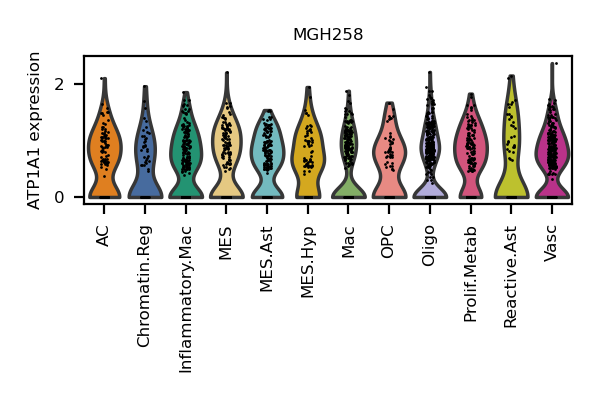 MGH258
ATP1A1 expression
2
0
AC
Chromatin.Reg
Inflammatory.Mac
MES
MES.Ast
MES.Hyp
Mac
OPC
Oligo
Prolif.Metab
Reactive.Ast
Vasc